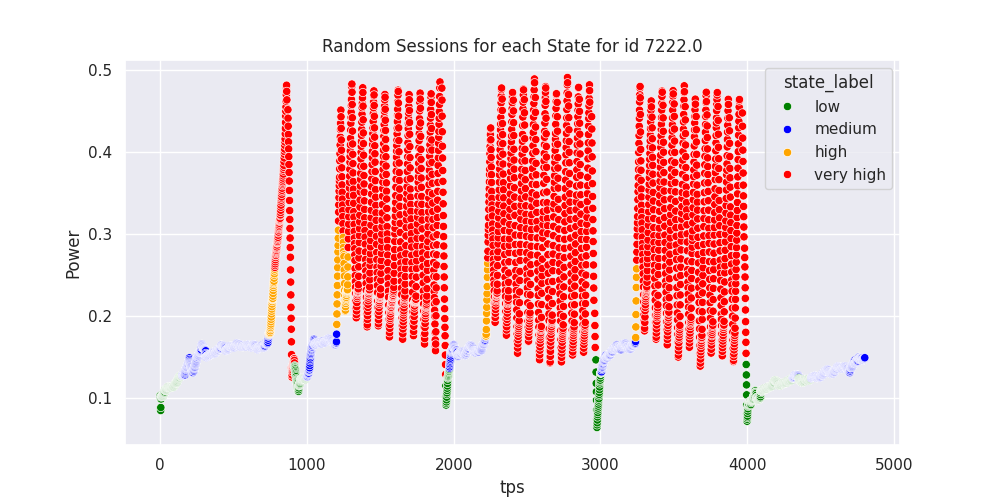 Random Sessions for each State for id 7222.0
0.5
0.4
0.3
0.2
0.1
Power
state_label
low
medium
high
very high
0
1000
2000
3000
4000
5000
tps